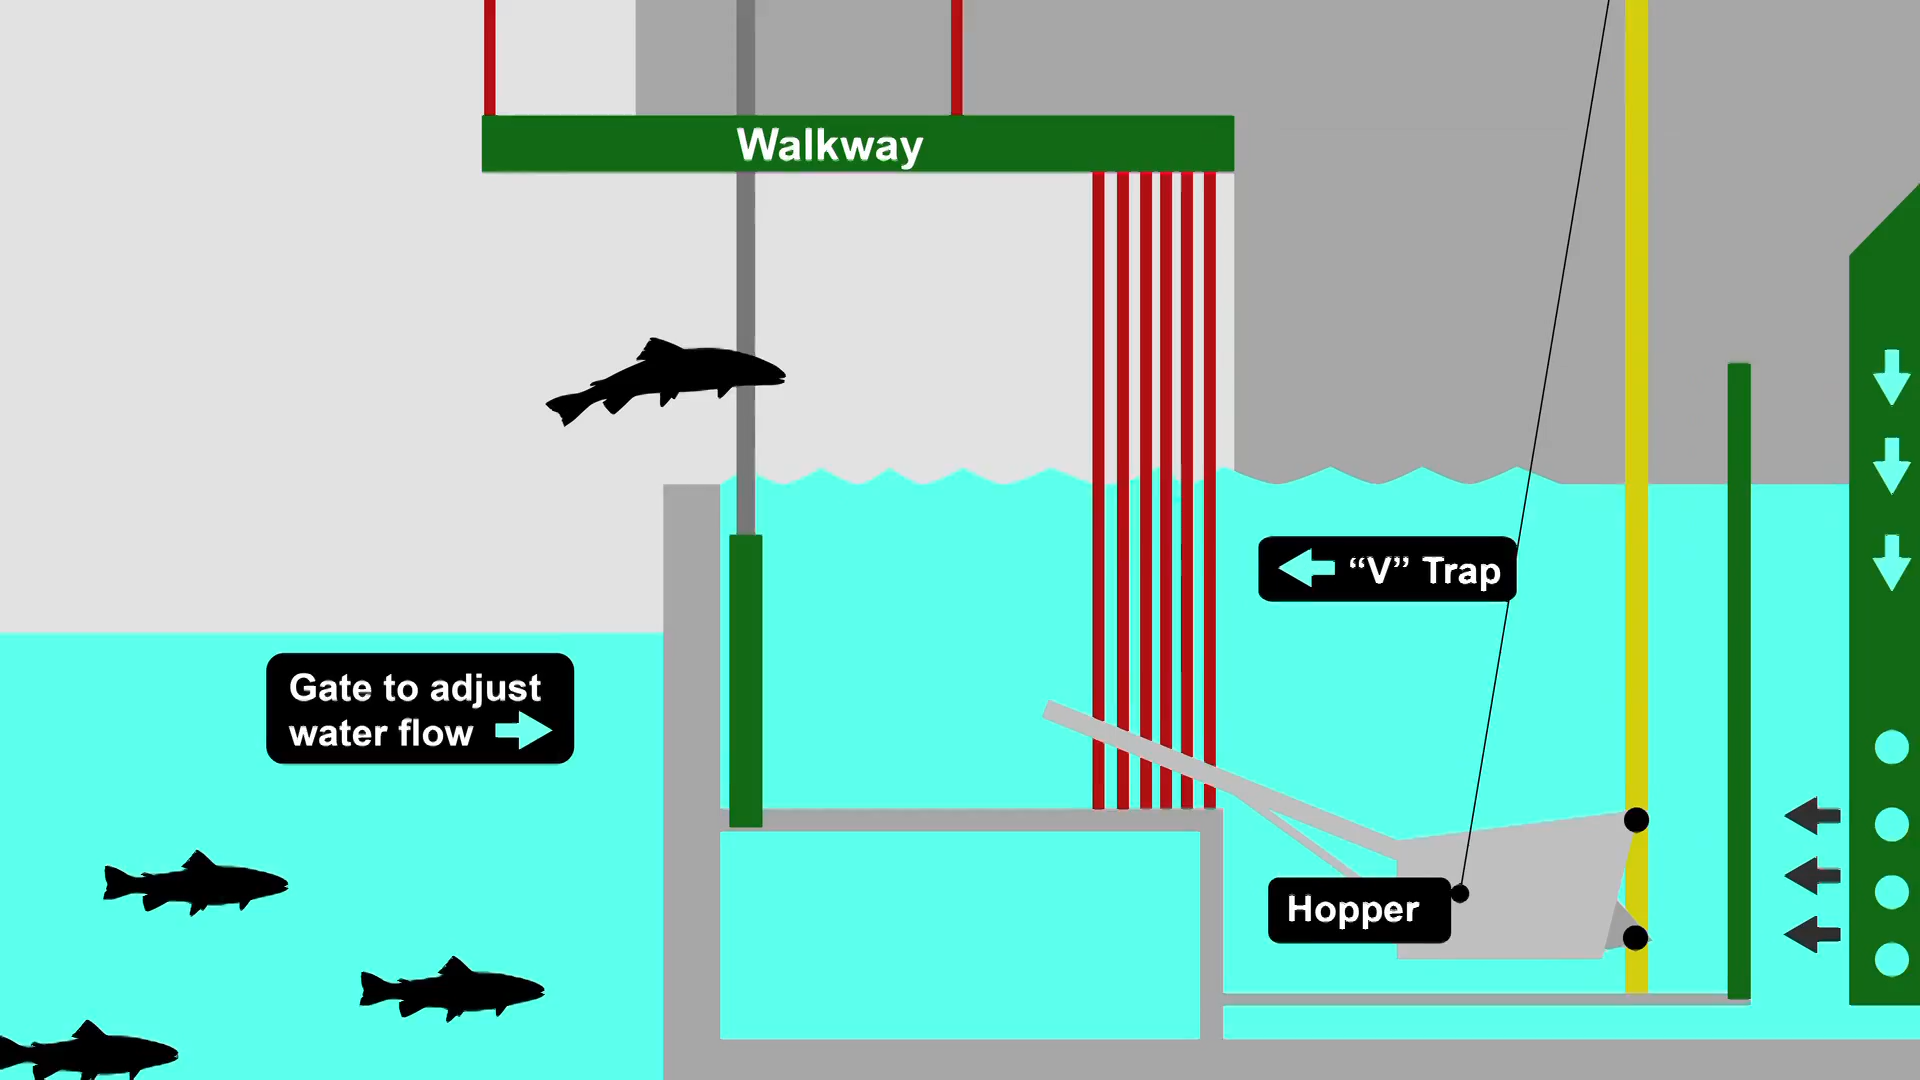 Walkway
“V” Trap
Gate to adjust
water flow
Hopper